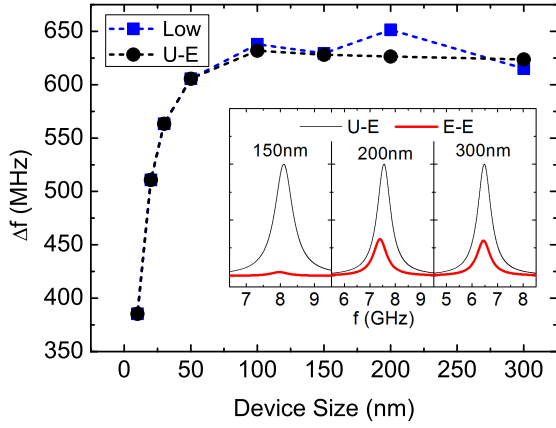 650
600
550
500
450
400
350
Δf (MHz)
Low
U-E
U-E
E-E
150nm
200nm
300nm
7 8 9 6 7 8 9 5 6 7 8
f (GHz)
0 50 100 150 200 250 300
Device Size (nm)